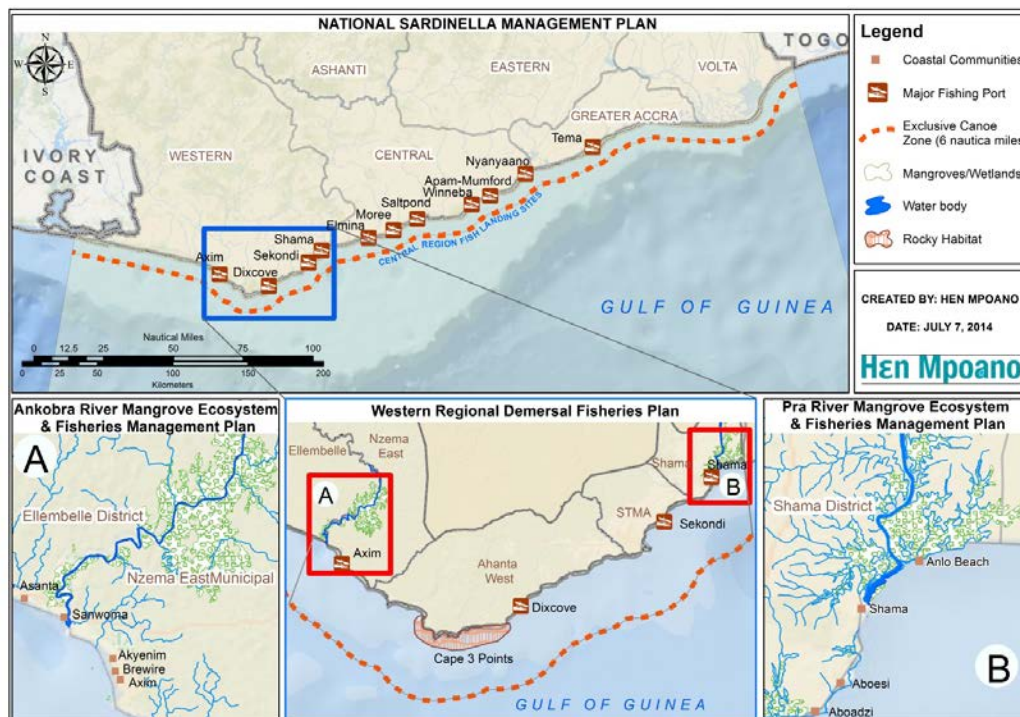 NATIONAL SARDINELLA MANAGEMENT PLAN
N
W
E
S
TOGO
ASHANTI
EASTERN
VOLTA
IVORY
COAST
WESTERN
CENTRAL
GREATER ACCRA
Tema
Nyanyaano
Apam-Mumford
Winneba
Saltpond
Moree
Elmina
Shama
Sekondi
Axim
Dixcove
CENTRAL REGION FISH LANDING SITES
GULF OF GUINEA
Nautical Miles
0 12.5 25 50 75 100
0 25 50 100 150 200
Kilometers
Legend
Coastal Communities
Major Fishing Port
Exclusive Canoe
Zone (6 nautica miles)
Mangroves/Wetlands
Water body
Rocky Habitat
CREATED BY: HEN MPOANO
DATE: JULY 7, 2014
Hɛn Mpoano
Ankobra River Mangrove Ecosystem
& Fisheries Management Plan
A
Ellembelle District
Nzema EastMunicipal
Asanta
Sanwoma
Akyenim
Brewire
Axim
Western Regional Demersal Fisheries Plan
Ellembelle
Nzema
East
A
Axim
Shama
Shama
B
STMA
Sekondi
Ahanta
West
Dixcove
Cape 3 Points
GULF OF GUINEA
Pra River Mangrove Ecosystem
& Fisheries Management Plan
Shama District
Anlo Beach
Shama
Aboesi
Aboadzi
B